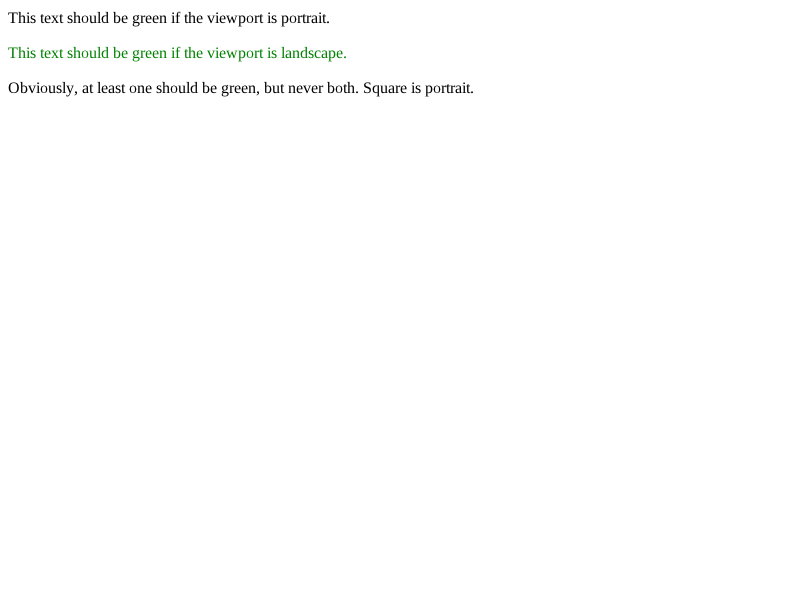 This text should be green if the viewport is portrait.
This text should be green if the viewport is landscape.
Obviously, at least one should be green, but never both. Square is portrait.